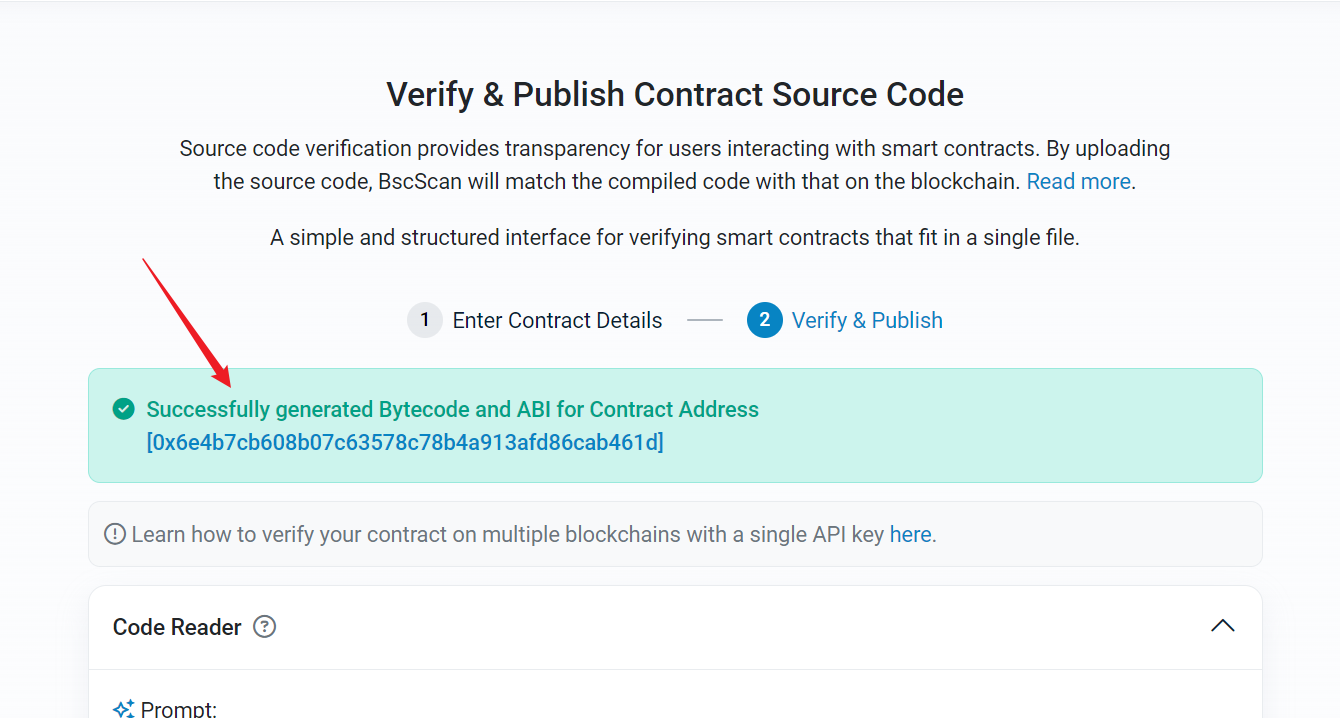 Verify & Publish Contract Source Code
Source code verification provides transparency for users interacting with smart contracts. By uploading
the source code, BscScan will match the compiled code with that on the blockchain. Read more.
A simple and structured interface for verifying smart contracts that fit in a single file.
1 Enter Contract Details 2 Verify & Publish
Successfully generated Bytecode and ABI for Contract Address
[0x6e4b7cb608b07c63578c78b4a913afd86cab461d]
Learn how to verify your contract on multiple blockchains with a single API key here.
Code Reader
Prompt: